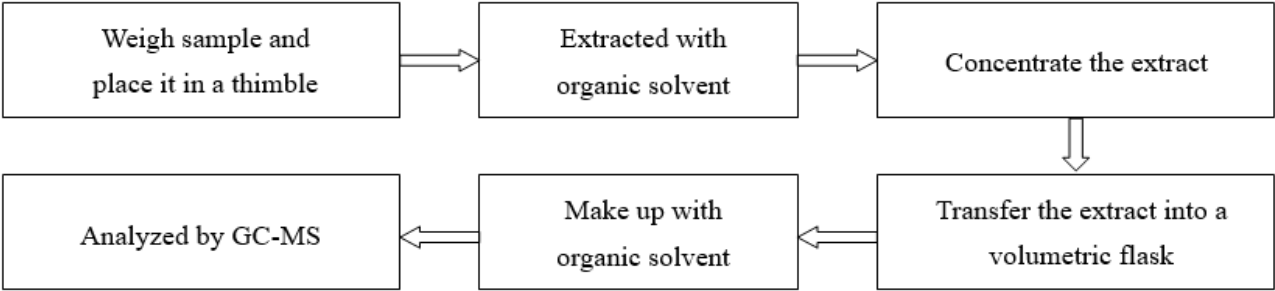 Weigh sample and
place it in a thimble
Extracted with
organic solvent
Concentrate the extract
Transfer the extract into a
volumetric flask
Make up with
organic solvent
Analyzed by GC-MS